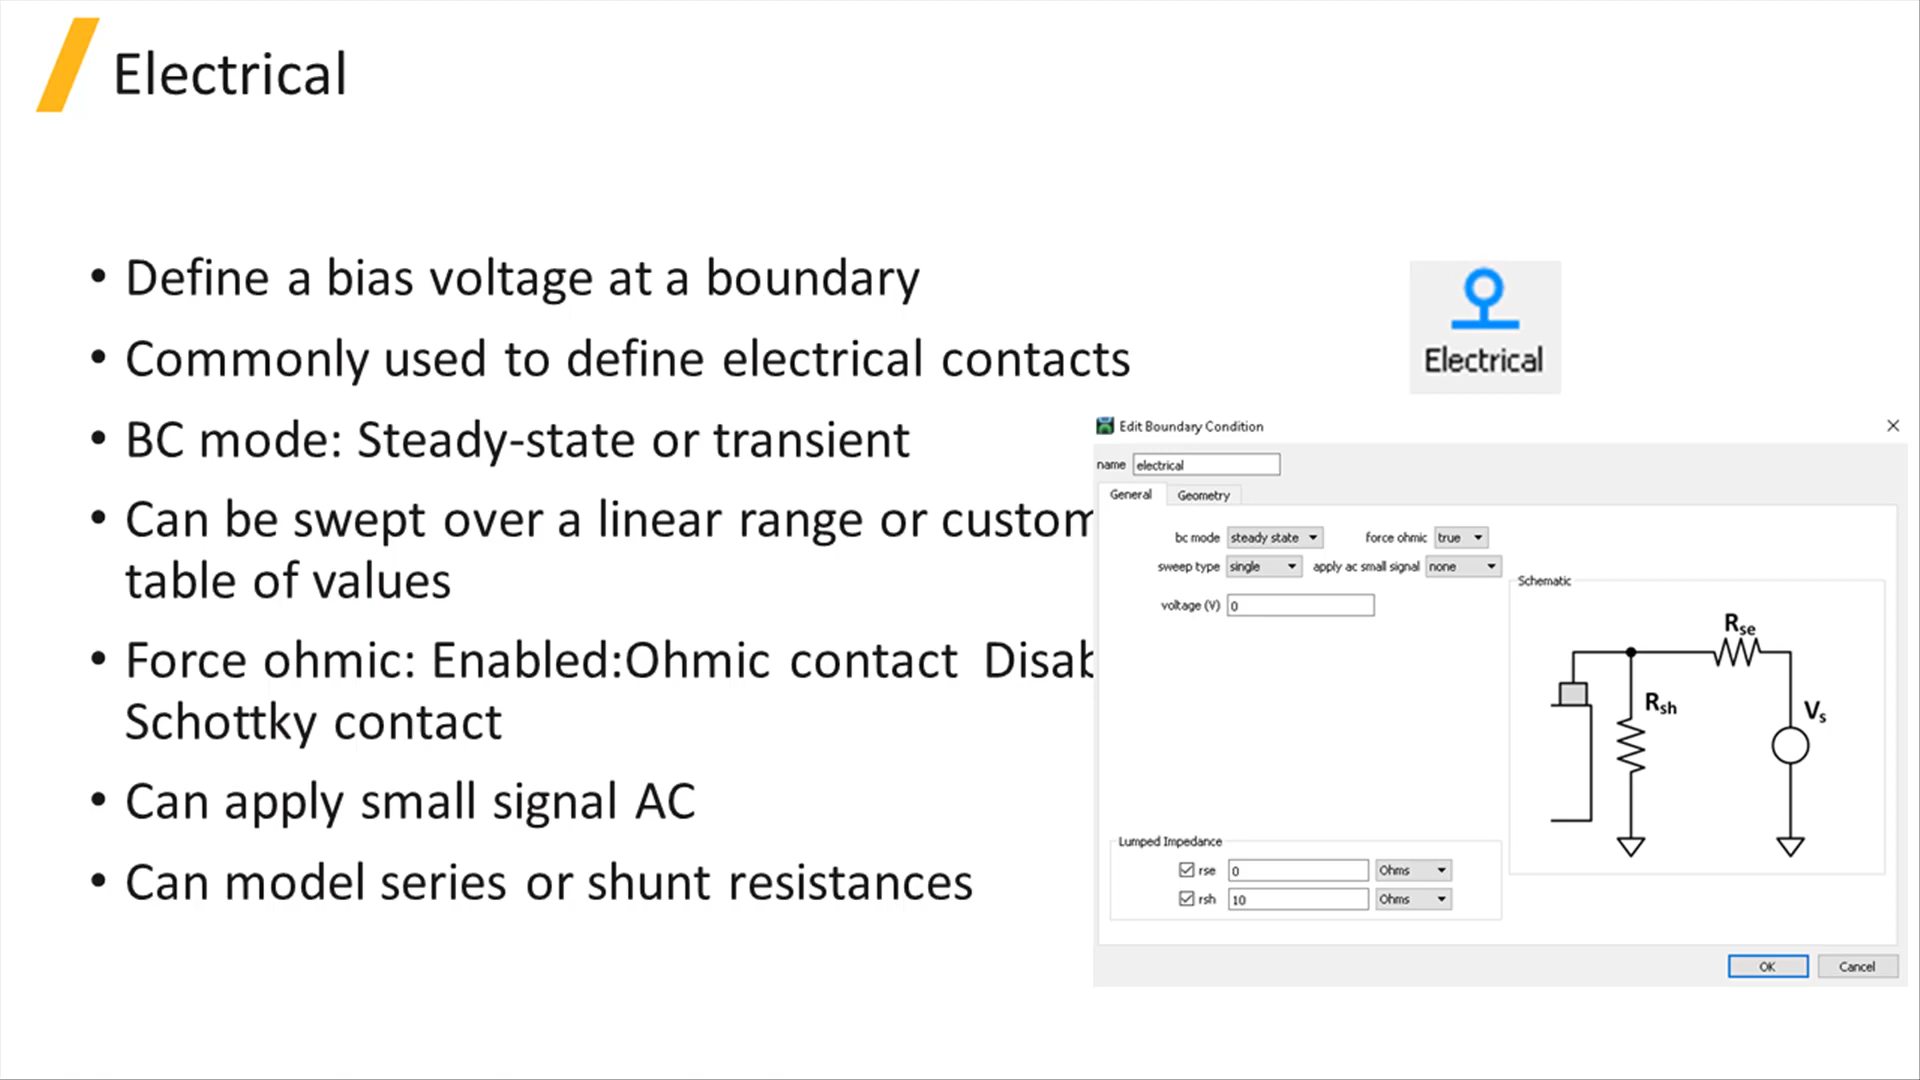 Electrical
• Define a bias voltage at a boundary
• Commonly used to define electrical contacts
• BC mode: Steady-state or transient
• Can be swept over a linear range or custom
table of values
• Force ohmic: Enabled:Ohmic contact Disab
Schottky contact
• Can apply small signal AC
• Can model series or shunt resistances
Electrical
Edit Boundary Condition
name electrical
General Geometry
bc mode steady state force ohmic true
sweep type single apply ac small signal none
voltage (V) 0
Schematic
Rse
Rsh
Vs
Lumped Impedance
rse 0 Ohms
rsh 10 Ohms
OK Cancel